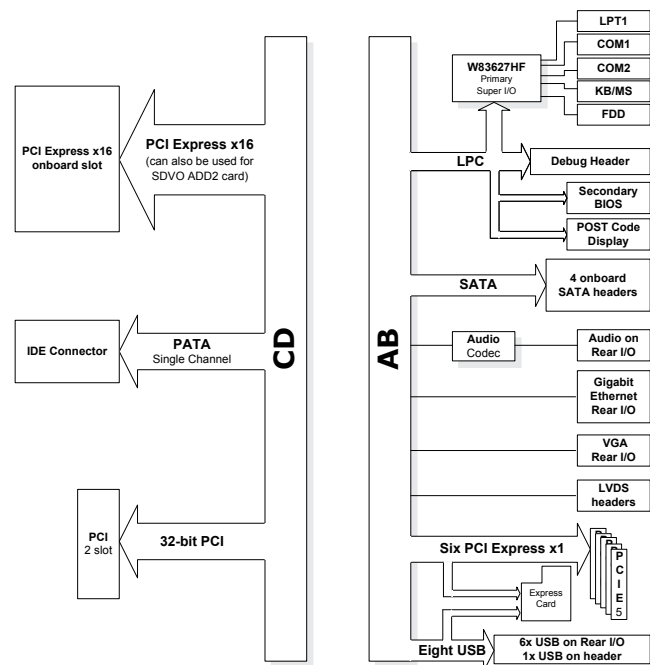 PCI Express x16
onboard slot
PCI Express x16
(can also be used for
SDVO ADD2 card)
IDE Connector
PATA
Single Channel
PCI
2 slot
32-bit PCI
CD
AB
W83627HF
Primary
Super I/O
LPT1
COM1
COM2
KB/MS
FDD
LPC
Debug Header
Secondary
BIOS
POST Code
Display
SATA
4 onboard
SATA headers
Audio
Codec
Audio on
Rear I/O
Gigabit
Ethernet
Rear I/O
VGA
Rear I/O
LVDS
headers
Six PCI Express x1
P
C
I
E
5
Express
Card
Eight USB
6x USB on Rear I/O
1x USB on header